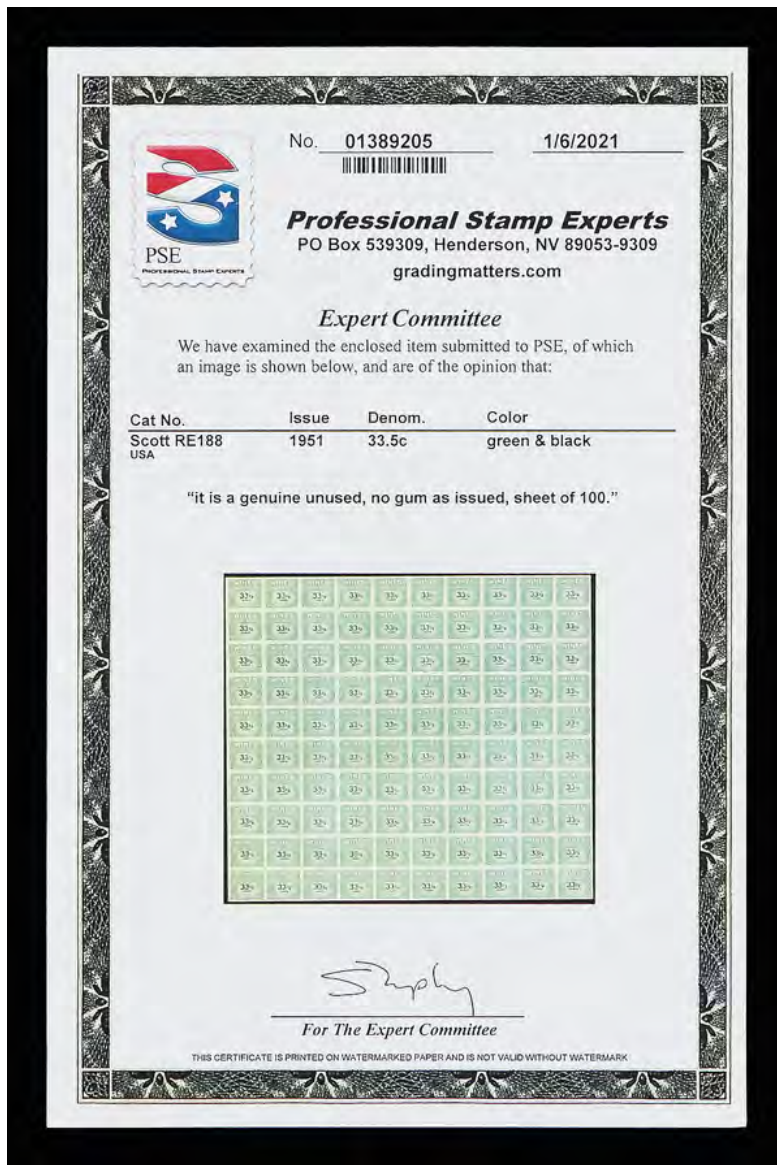 No. 01389205 1/6/2021
PSE
PROFESSIONAL STAMP EXPERTS
Professional Stamp Experts
PO Box 539309, Henderson, NV 89053-9309
gradingmatters.com
Expert Committee
We have examined the enclosed item submitted to PSE, of which
an image is shown below, and are of the opinion that:
Cat No. Issue Denom. Color
Scott RE188 1951 33.5c green & black
USA
“it is a genuine unused, no gum as issued, sheet of 100.”
For The Expert Committee
THIS CERTIFICATE IS PRINTED ON WATERMARKED PAPER AND IS NOT VALID WITHOUT WATERMARK